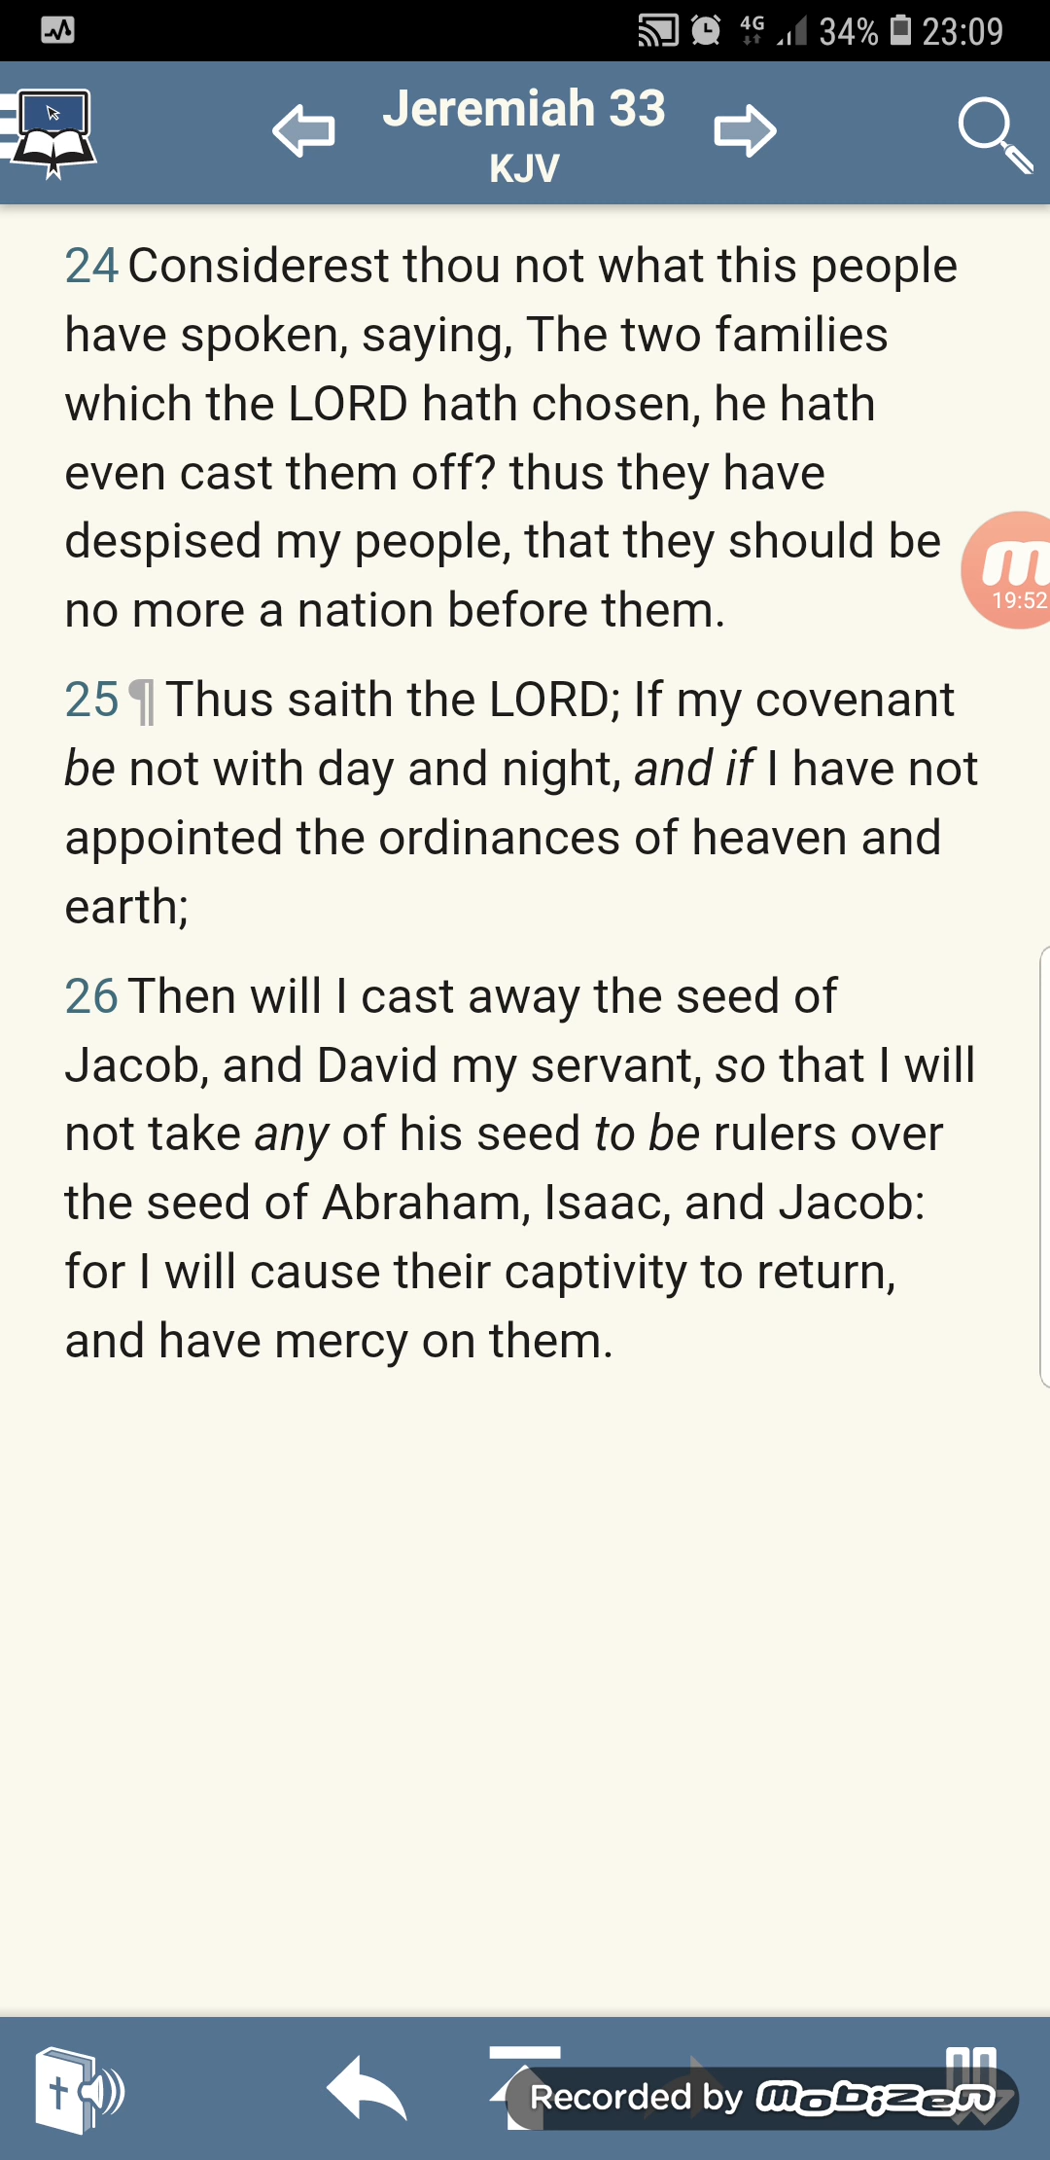 4G 34% 23:09
Jeremiah 33
KJV
24 Considerest thou not what this people
have spoken, saying, The two families
which the LORD hath chosen, he hath
even cast them off? thus they have
despised my people, that they should be
no more a nation before them.
m
19:52
25 ¶ Thus saith the LORD; If my covenant
be not with day and night, and if I have not
appointed the ordinances of heaven and
earth;
26 Then will I cast away the seed of
Jacob, and David my servant, so that I will
not take any of his seed to be rulers over
the seed of Abraham, Isaac, and Jacob:
for I will cause their captivity to return,
and have mercy on them.
Recorded by mobizen